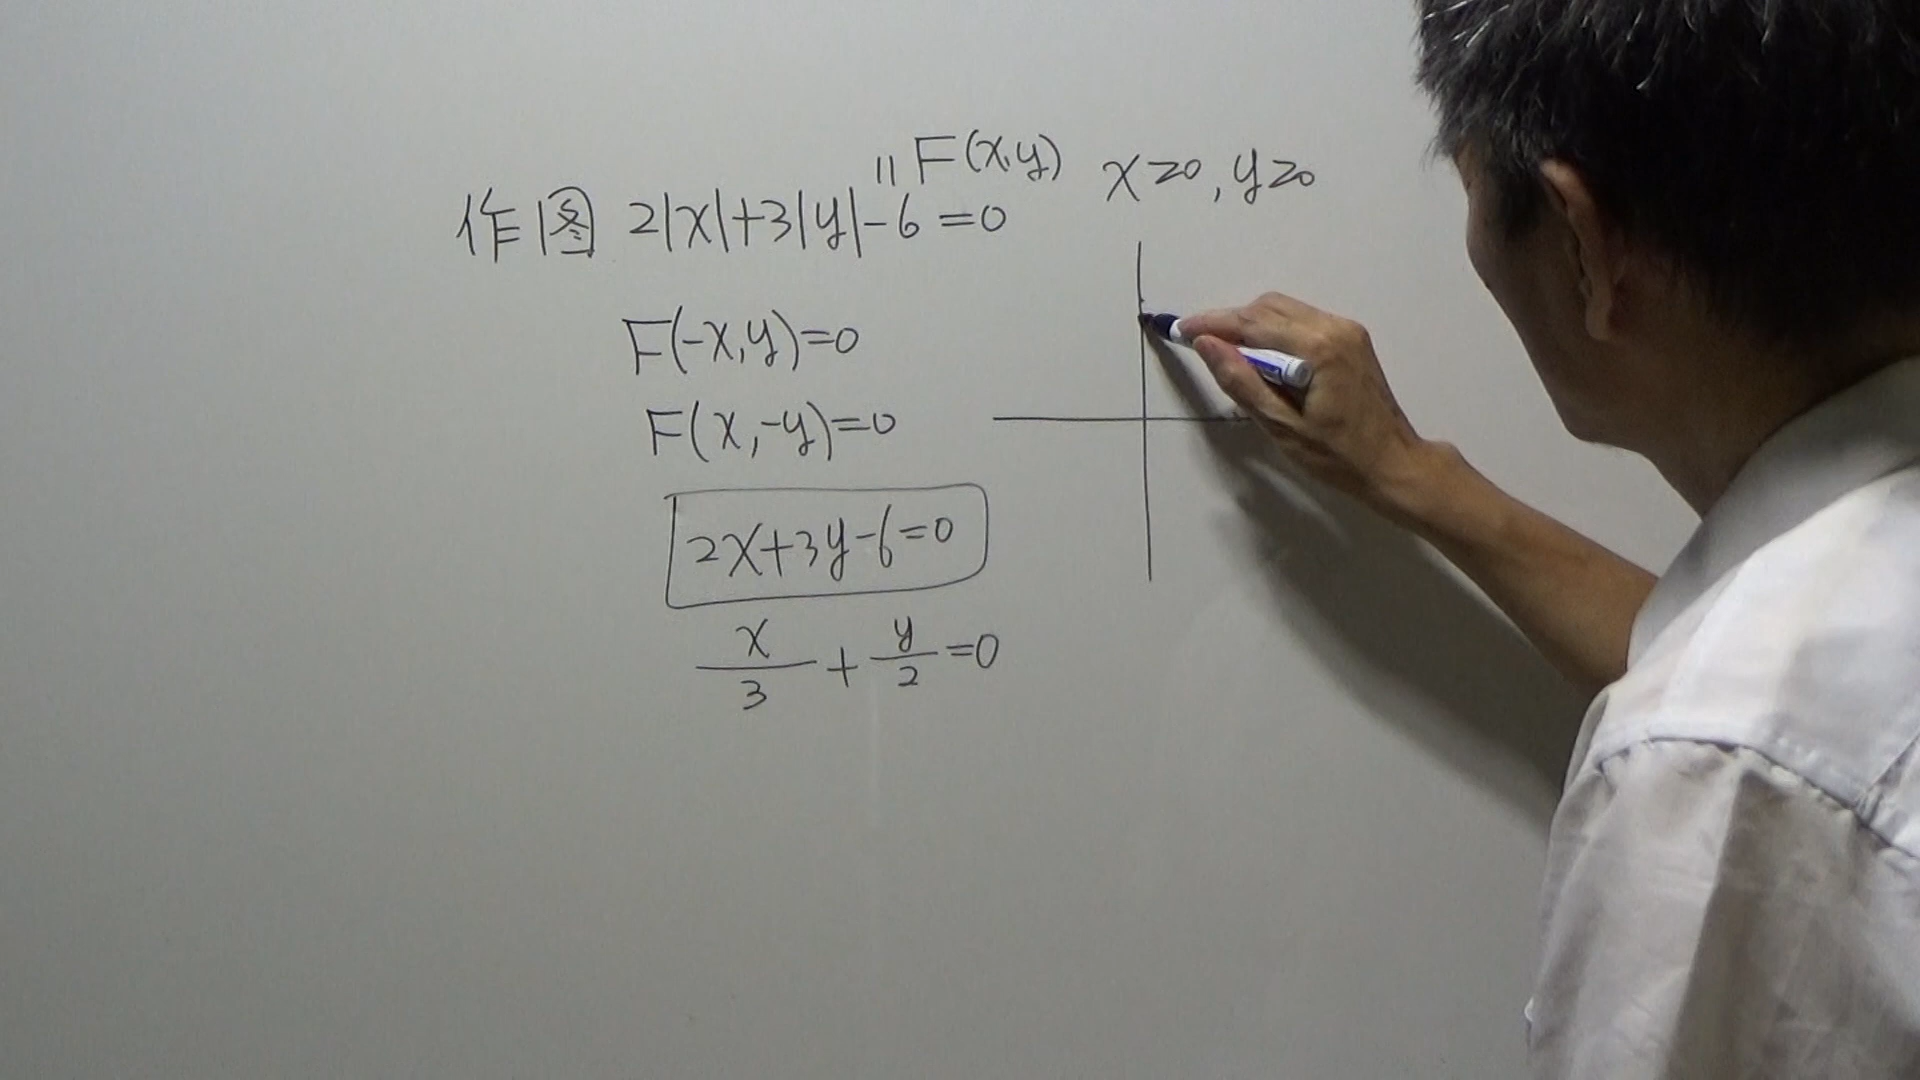 " F(x,y) x≥0, y≥0
作图 2|x|+3|y|-6=0
F(-x,y)=0
F(x,-y)=0
2x+3y-6=0
x/3 + y/2 =0